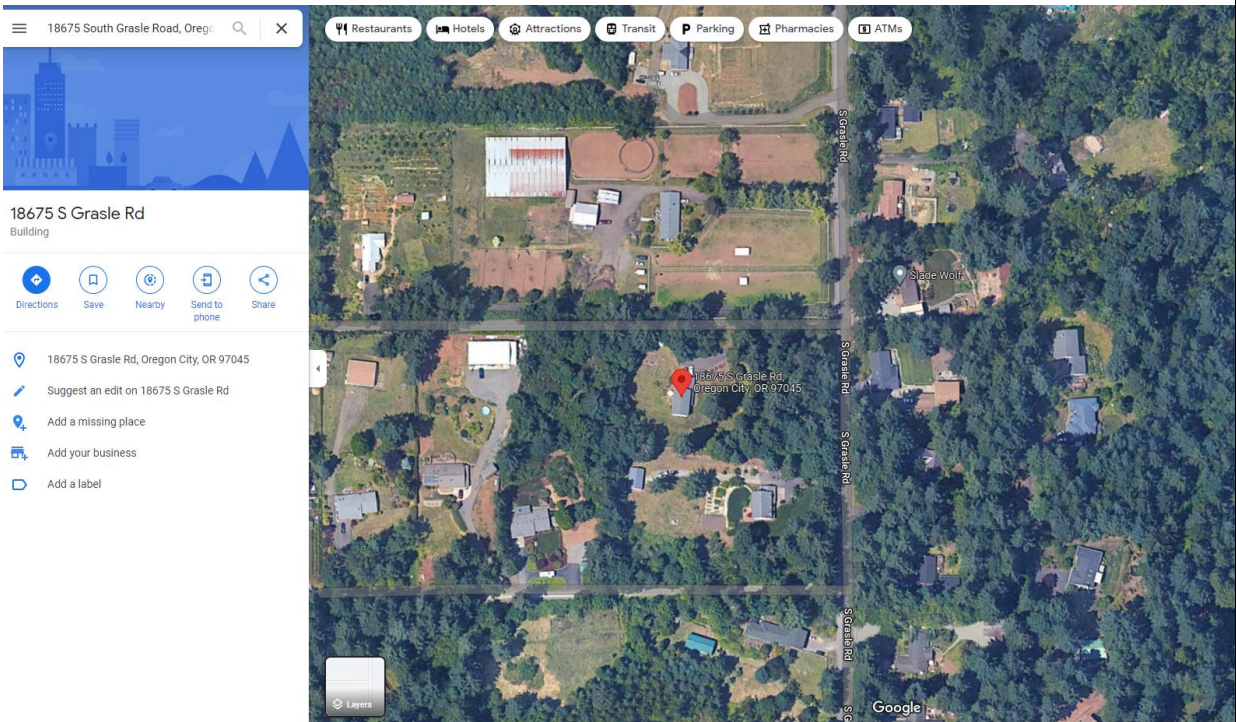 18675 South Grasle Road, Orego
Restaurants
Hotels
Attractions
Transit
P Parking
Pharmacies
ATMs
18675 S Grasle Rd
Building
Directions
Save
Nearby
Send to
phone
Share
18675 S Grasle Rd, Oregon City, OR 97045
Suggest an edit on 18675 S Grasle Rd
Add a missing place
Add your business
Add a label
S Grasle Rd
Slade Wolf
S Grasle Rd
18675 S Grasle Rd,
Oregon City, OR 97045
S Grasle Rd
S Grasle Rd
S G
Layers
Google